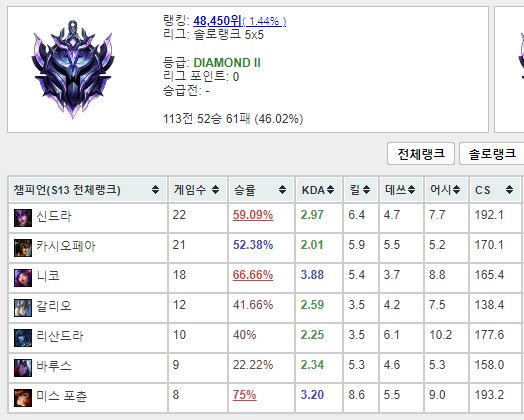 랭킹: 48,450위( 1.44% )
리그: 솔로랭크 5x5
등급: DIAMOND II
리그 포인트: 0
승급전: -
113전 52승 61패 (46.02%)
전체랭크 솔로랭크
챔피언(S13 전체랭크) 게임수 승률 KDA 킬 데쓰 어시 CS
신드라 22 59.09% 2.97 6.4 4.7 7.7 192.1
카시오페아 21 52.38% 2.01 5.9 5.5 5.2 170.1
니코 18 66.66% 3.88 5.4 3.7 8.8 165.4
갈리오 12 41.66% 2.59 3.5 4.2 7.5 138.4
리산드라 10 40% 2.25 3.5 6.1 10.2 177.6
바루스 9 22.22% 2.34 5.3 4.6 5.3 158.0
미스 포츈 8 75% 3.20 8.6 5.5 9.0 193.2